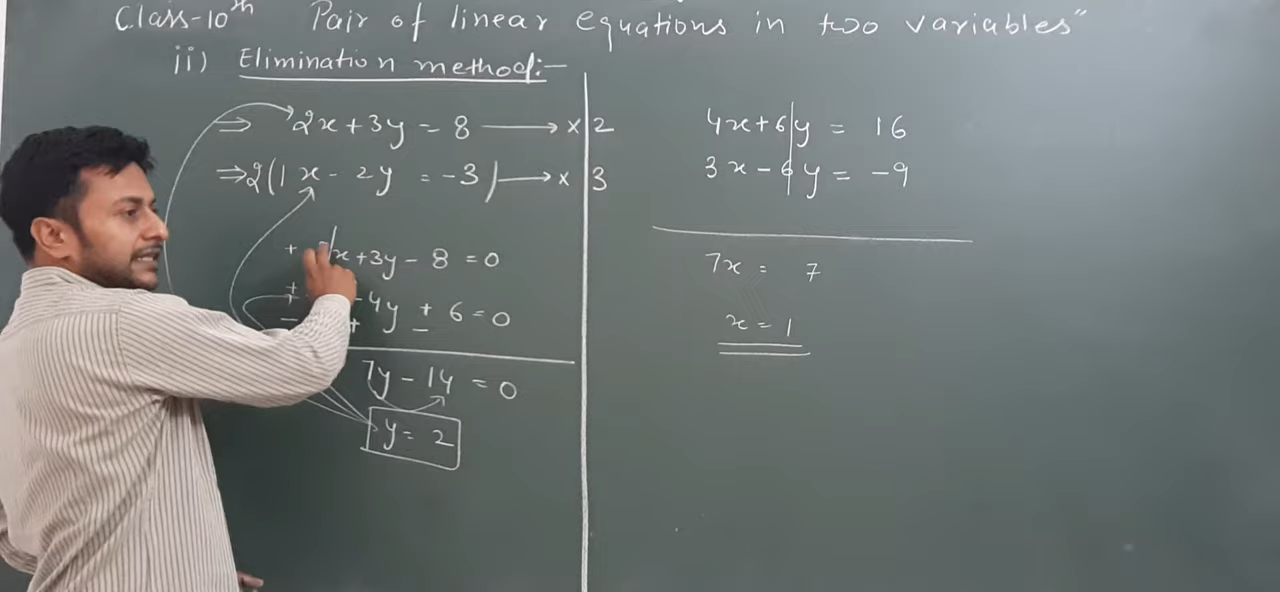 Class-10th Pair of linear equations in two variables"
ii) Elimination method:-
⇒ 2x+3y = 8 → × 2
⇒ 2(1x - 2y = -3) → × 3
+ x +3y - 8 = 0
+ -4y + 6 = 0
- + -
7y - 14 = 0
y = 2
4x+6y = 16
3x - 6y = -9
7x = 7
x = 1